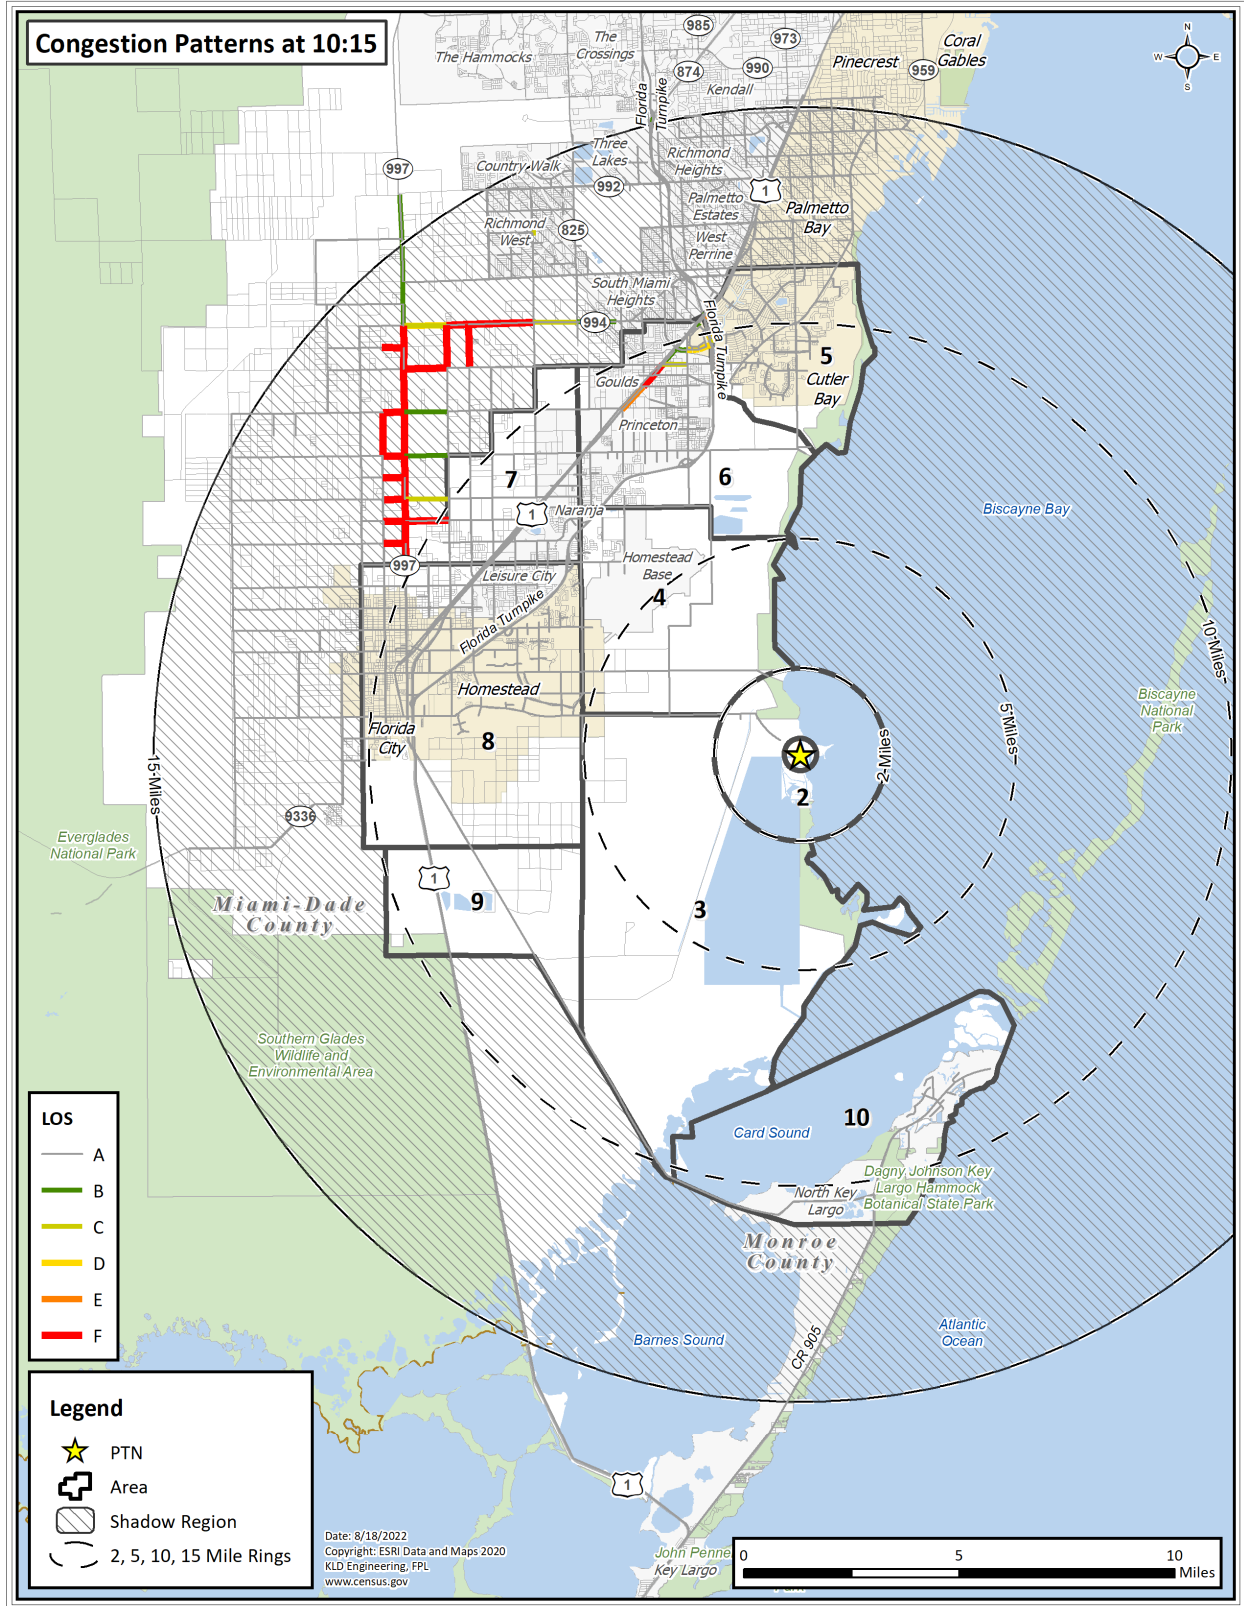 Congestion Patterns at 10:15
N
W
E
S
985
973
The Hammocks
The
Crossings
874
990
Kendall
Pinecrest
959
Coral
Gables
Florida
Turnpike
997
Country Walk
Three
Lakes
992
Richmond
Heights
1
Palmetto
Estates
Palmetto
Bay
Richmond
West
825
West
Perrine
South Miami
Heights
994
Florida Turnpike
5
Cutler
Bay
Goulds
Princeton
7
6
1
Naranja
Biscayne Bay
997
Leisure City
Homestead
Base
4
Florida Turnpike
10-Miles
Homestead
Biscayne
National
Park
Florida
City
8
5 Miles
2-Miles
15-Miles
2
9336
Everglades
National Park
1
9
3
Miami-Dade
County
Southern Glades
Wildlife and
Environmental Area
10
Card Sound
Dagny Johnson Key
Largo Hammock
Botanical State Park
North Key
Largo
Monroe
County
Barnes Sound
Atlantic
Ocean
CR 905
1
LOS
A
B
C
D
E
F
Legend
PTN
Area
Shadow Region
2, 5, 10, 15 Mile Rings
Date: 8/18/2022
Copyright: ESRI Data and Maps 2020
KLD Engineering, FPL
www.census.gov
John Penne
Key Largo
0
5
10
Miles